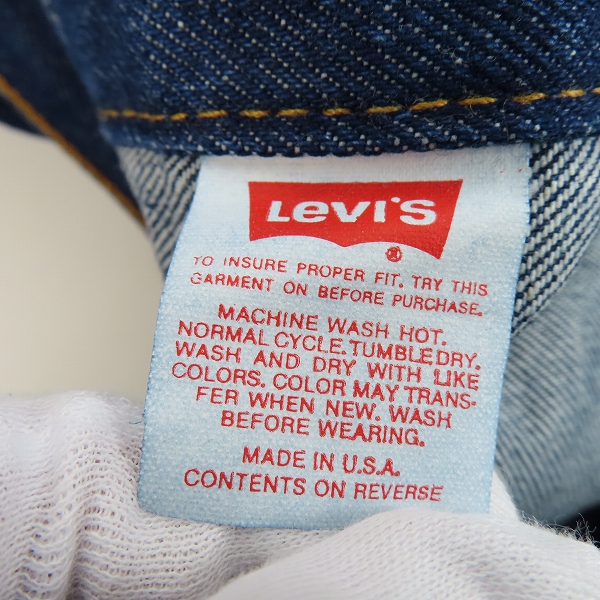 LEVI'S
®
TO INSURE PROPER FIT. TRY THIS
GARMENT ON BEFORE PURCHASE.
MACHINE WASH HOT.
NORMAL CYCLE. TUMBLE DRY.
WASH AND DRY WITH LIKE
COLORS. COLOR MAY TRANS-
FER WHEN NEW. WASH
BEFORE WEARING.
MADE IN U.S.A.
CONTENTS ON REVERSE